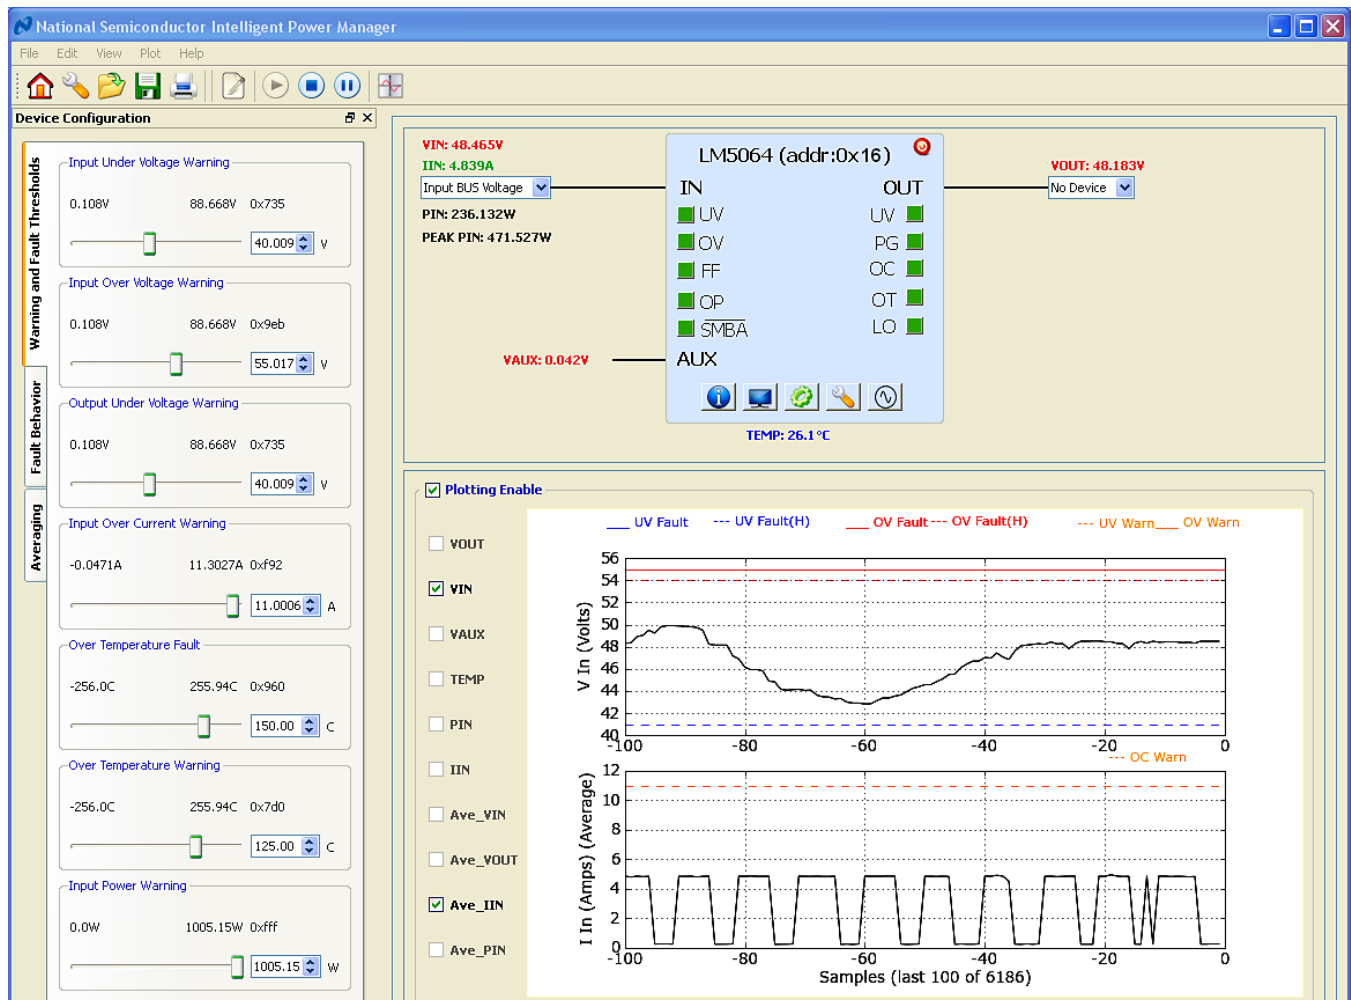 National Semiconductor Intelligent Power Manager
File Edit View Plot Help
Device Configuration
Warning and Fault Thresholds
Fault Behavior
Averaging
Input Under Voltage Warning
0.108V 88.668V 0x735
40.009 V
Input Over Voltage Warning
0.108V 88.668V 0x9eb
55.017 V
Output Under Voltage Warning
0.108V 88.668V 0x735
40.009 V
Input Over Current Warning
-0.0471A 11.3027A 0xf92
11.0006 A
Over Temperature Fault
-256.0C 255.94C 0x960
150.00 C
Over Temperature Warning
-256.0C 255.94C 0x7d0
125.00 C
Input Power Warning
0.0W 1005.15W 0xfff
1005.15 W
VIN: 48.465V
IIN: 4.839A
Input BUS Voltage
PIN: 236.132W
PEAK PIN: 471.527W
VAUX: 0.042V
LM5064 (addr:0x16)
IN OUT
UV UV
OV PG
FF OC
OP OT
SMBA LO
AUX
TEMP: 26.1°C
VOUT: 48.183V
No Device
Plotting Enable
VOUT
VIN
VAUX
TEMP
PIN
IIN
Ave_VIN
Ave_VOUT
Ave_IIN
Ave_PIN
UV Fault --- UV Fault(H) OV Fault --- OV Fault(H) --- UV Warn OV Warn
V In (Volts)
56
54
52
50
48
46
44
42
40
-100 -80 -60 -40 -20 0
--- OC Warn
I In (Amps) (Average)
12
10
8
6
4
2
0
-100 -80 -60 -40 -20 0
Samples (last 100 of 6186)